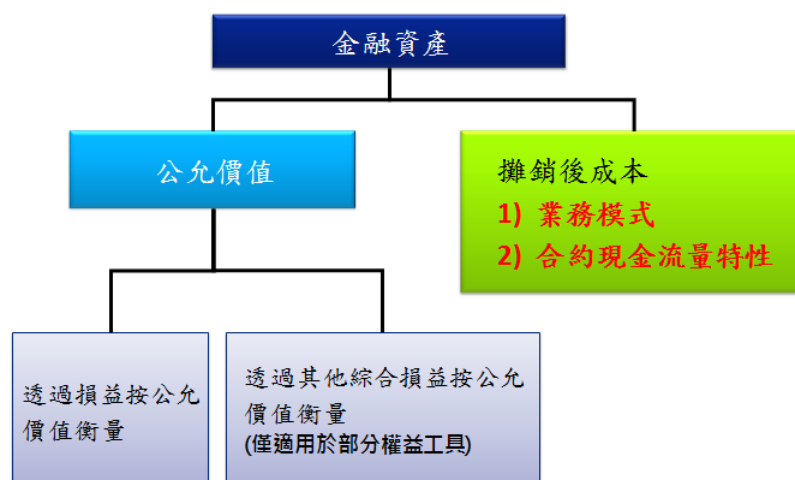 金融資產
公允價值
攤銷後成本
1) 業務模式
2) 合約現金流量特性
透過損益按公允
價值衡量
透過其他綜合損益按公允
價值衡量
(僅適用於部分權益工具)